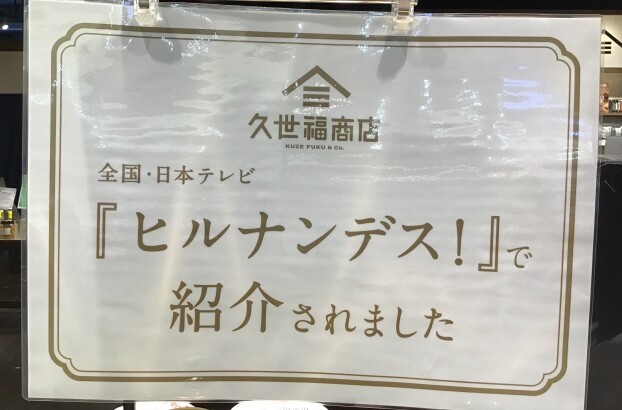 久世福商店
KUZE FUKU & Co.
全国・日本テレビ
『ヒルナンデス!』で
紹介されました